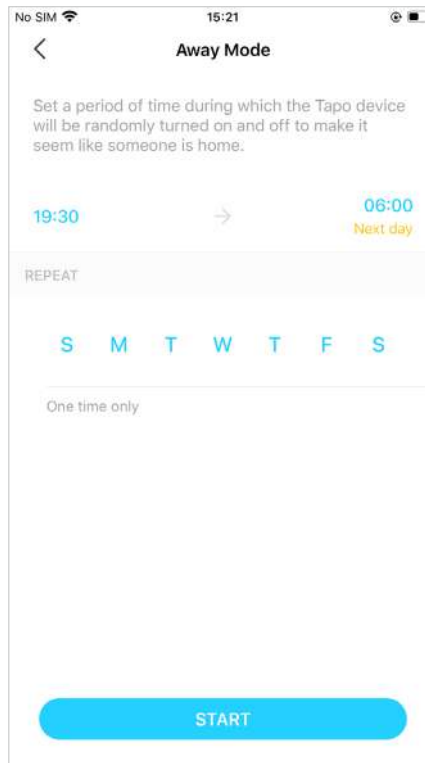 No SIM 15:21
Away Mode
Set a period of time during which the Tapo device
will be randomly turned on and off to make it
seem like someone is home.
19:30 → 06:00
Next day
REPEAT
S M T W T F S
One time only
START